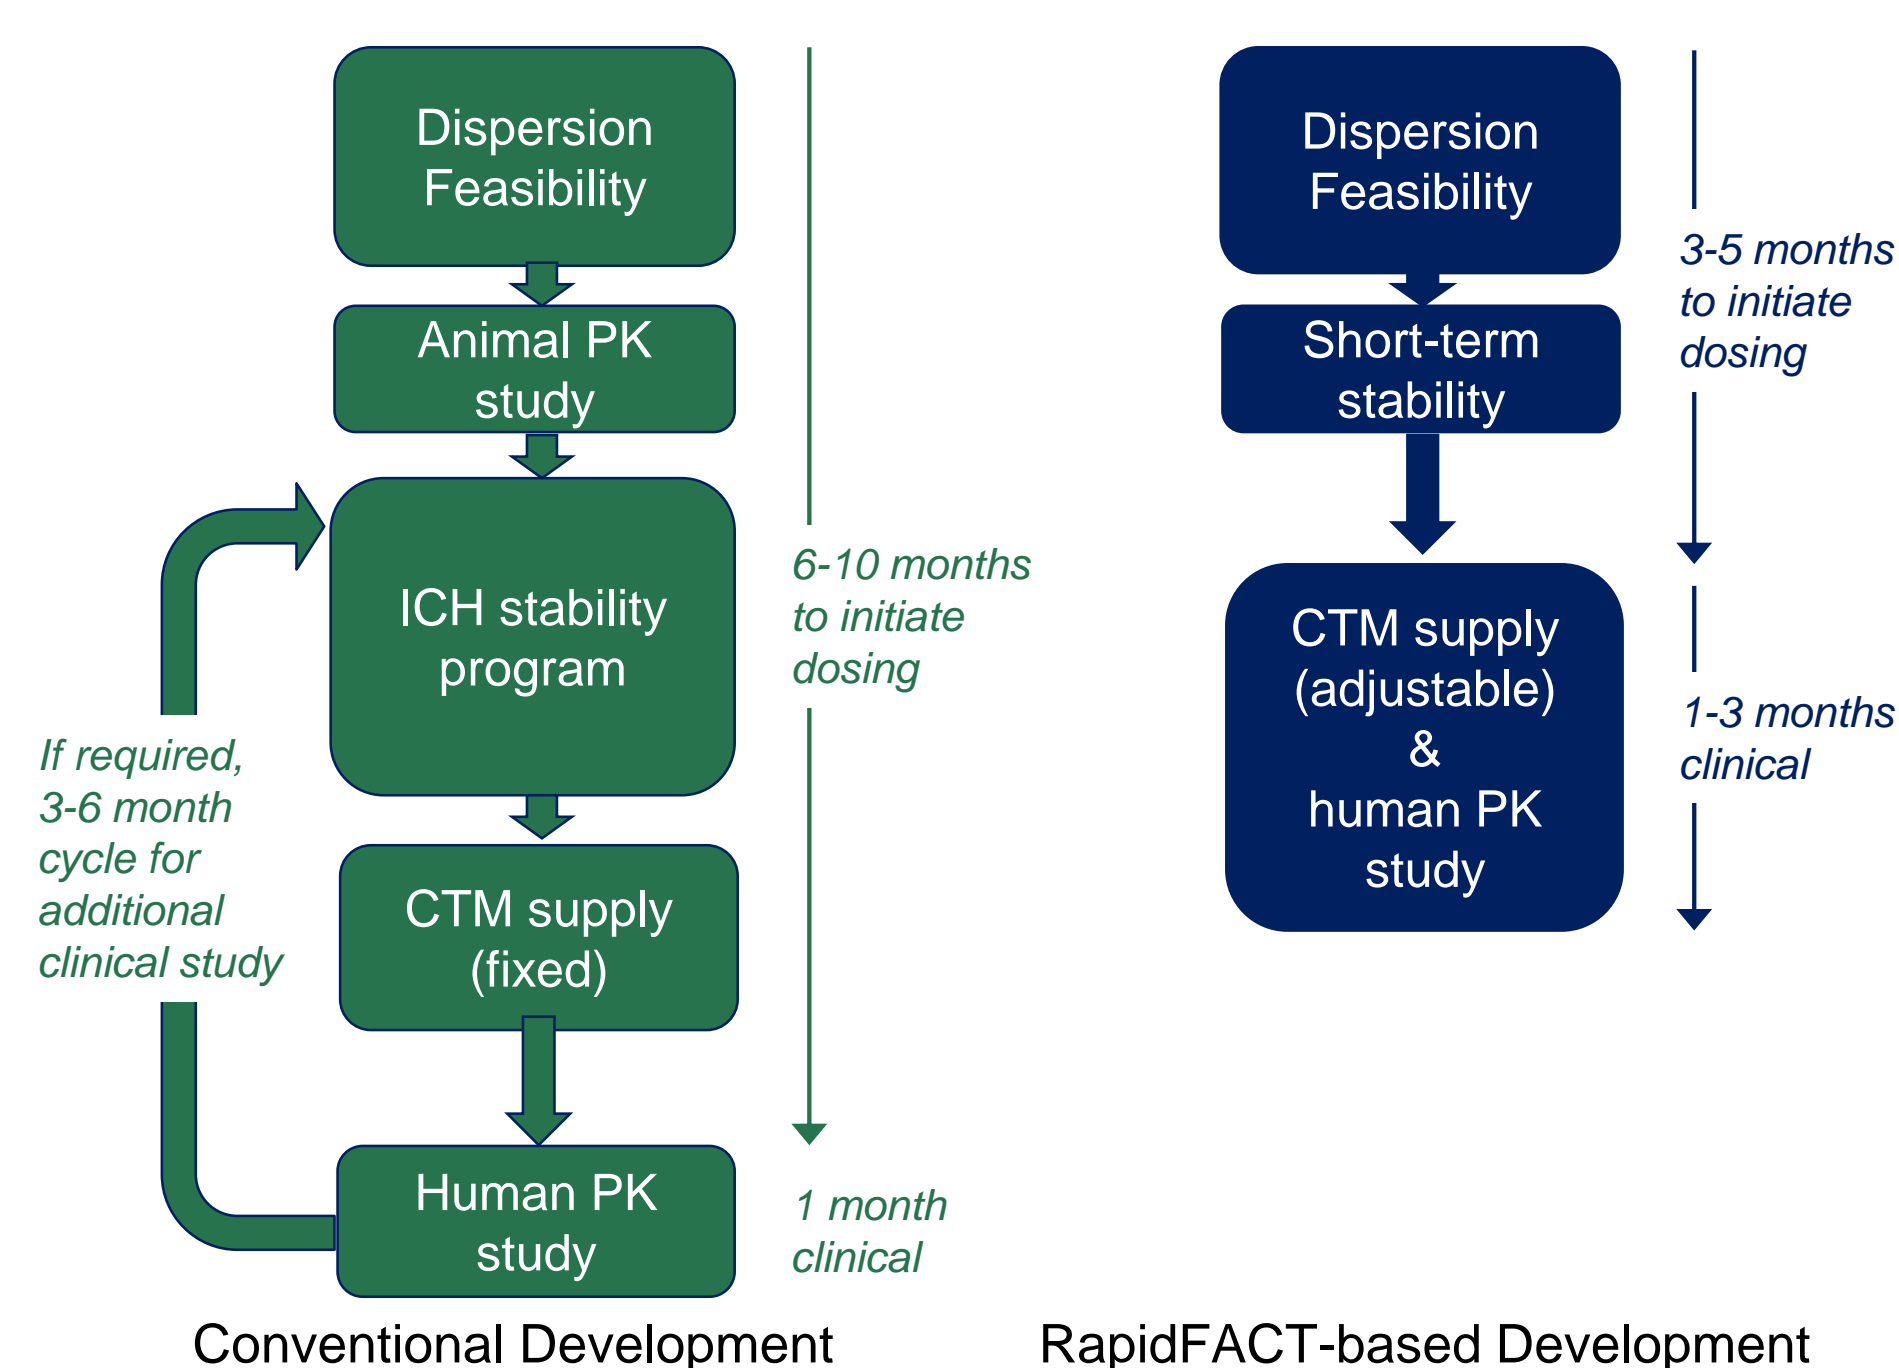 Dispersion
Feasibility
Animal PK
study
ICH stability
program
CTM supply
(fixed)
Human PK
study
6-10 months
to initiate
dosing
1 month
clinical
If required,
3-6 month
cycle for
additional
clinical study
Conventional Development
Dispersion
Feasibility
Short-term
stability
CTM supply
(adjustable)
&
human PK
study
3-5 months
to initiate
dosing
1-3 months
clinical
RapidFACT-based Development